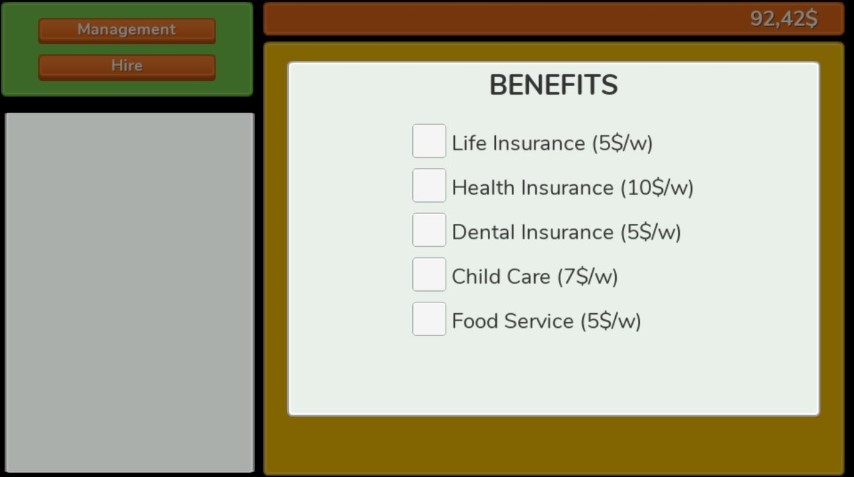 Management
Hire
92,42$
BENEFITS
Life Insurance (5$/w)
Health Insurance (10$/w)
Dental Insurance (5$/w)
Child Care (7$/w)
Food Service (5$/w)